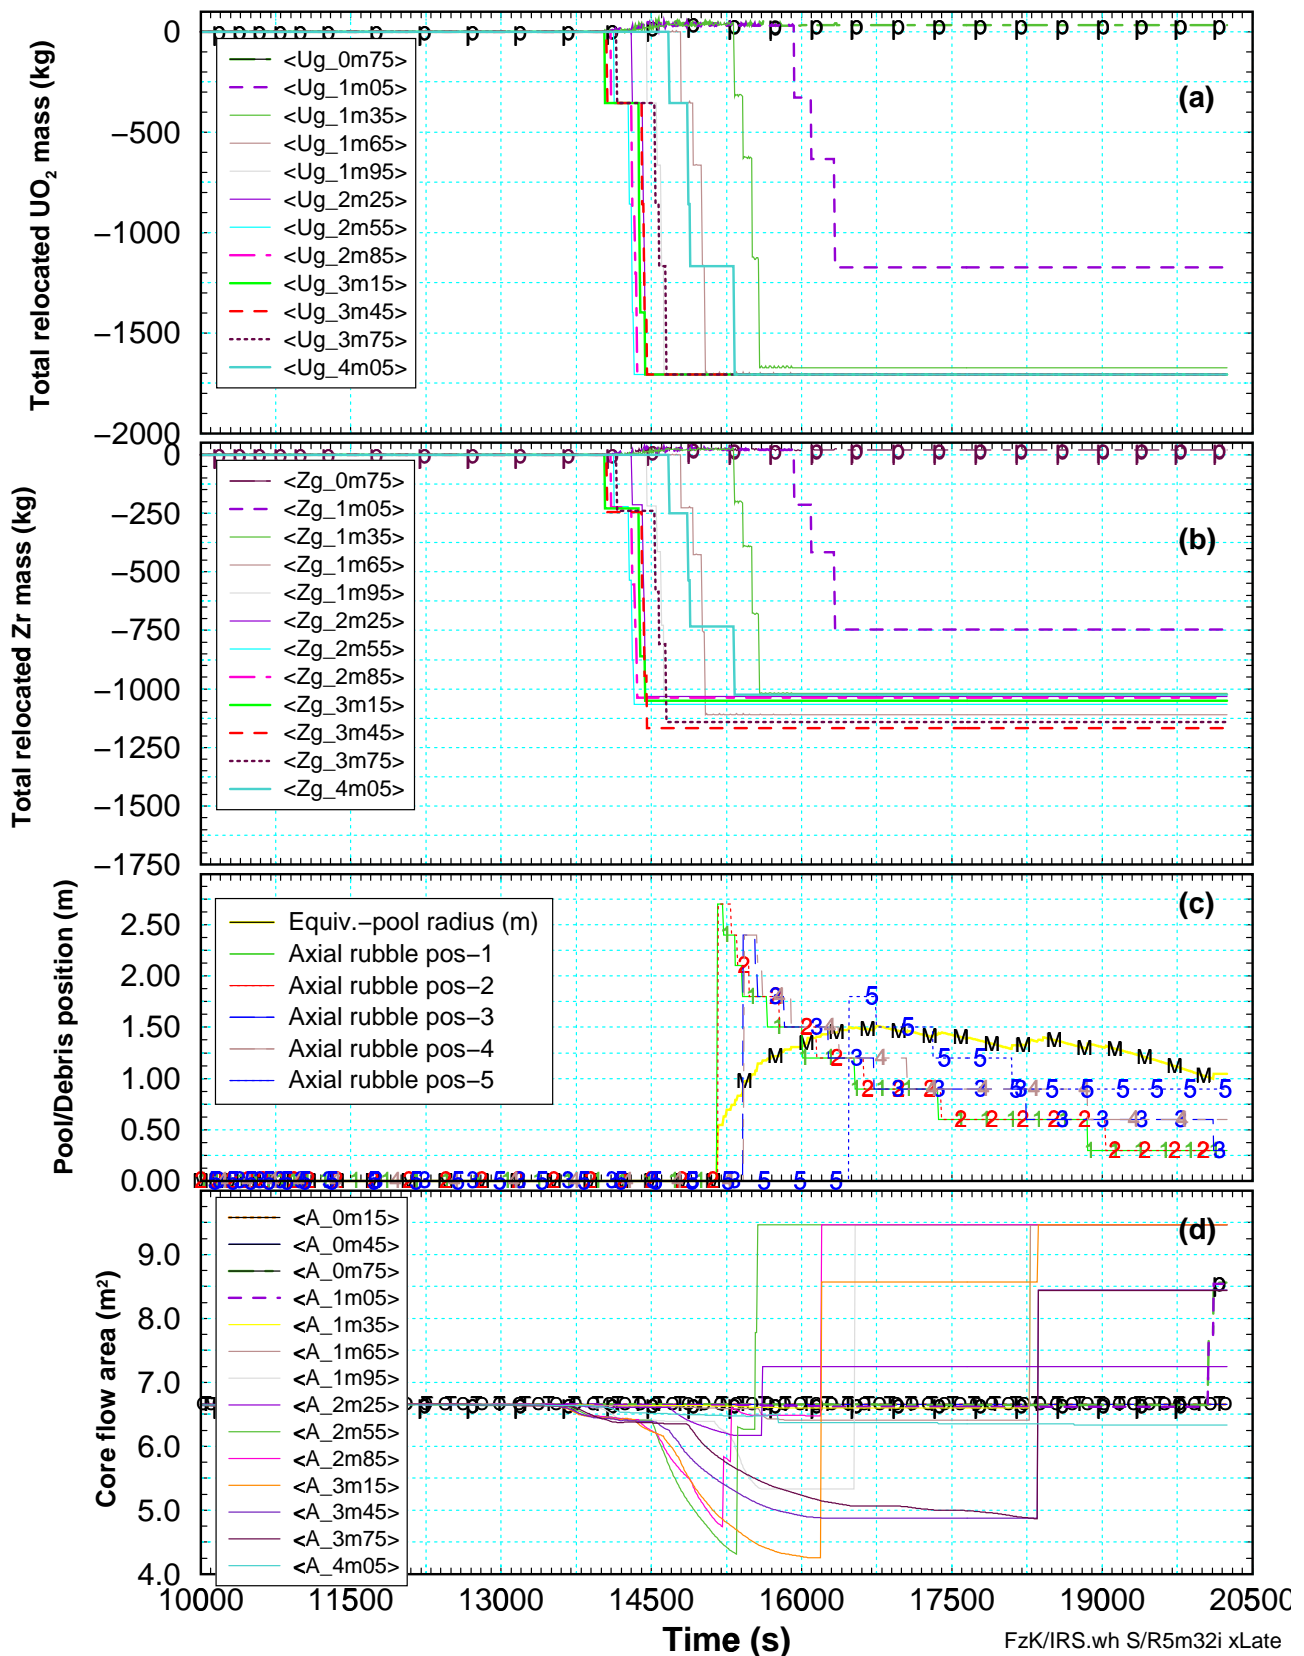 Total relocated UO2 mass (kg)
0
−500
−1000
−1500
−2000
<Ug_0m75>
<Ug_1m05>
<Ug_1m35>
<Ug_1m65>
<Ug_1m95>
<Ug_2m25>
<Ug_2m55>
<Ug_2m85>
<Ug_3m15>
<Ug_3m45>
<Ug_3m75>
<Ug_4m05>
(a)
Total relocated Zr mass (kg)
0
−250
−500
−750
−1000
−1250
−1500
−1750
<Zg_0m75>
<Zg_1m05>
<Zg_1m35>
<Zg_1m65>
<Zg_1m95>
<Zg_2m25>
<Zg_2m55>
<Zg_2m85>
<Zg_3m15>
<Zg_3m45>
<Zg_3m75>
<Zg_4m05>
(b)
Pool/Debris position (m)
2.50
2.00
1.50
1.00
0.50
0.00
Equiv.−pool radius (m)
Axial rubble pos−1
Axial rubble pos−2
Axial rubble pos−3
Axial rubble pos−4
Axial rubble pos−5
(c)
Core flow area (m²)
9.0
8.0
7.0
6.0
5.0
4.0
<A_0m15>
<A_0m45>
<A_0m75>
<A_1m05>
<A_1m35>
<A_1m65>
<A_1m95>
<A_2m25>
<A_2m55>
<A_2m85>
<A_3m15>
<A_3m45>
<A_3m75>
<A_4m05>
(d)
10000 11500 13000 14500 16000 17500 19000 20500
Time (s)
FzK/IRS.wh S/R5m32i xLate